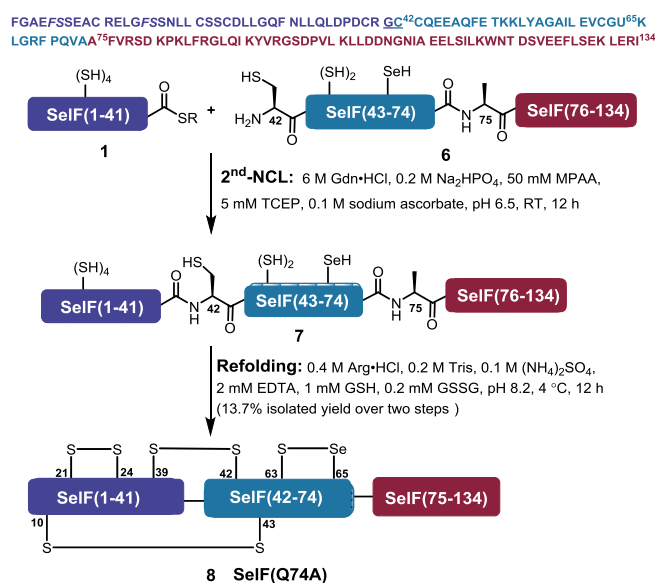 FGAEFSSEAC RELGFSSNLL CSSCDLLGQF NLLQLDPDCR GC⁴²CQEEAQFE TKKLYAGAIL EVCGU⁶⁵K
LGRFP PQVAA⁷⁵FVRSD KPKLFRGLQI KYVRGSDPVL KLLDDNGNIA EELSILKWNT DSVEEFLSEK LERI¹³⁴
(SH)₄
O
SR
SelF(1-41)
1
+
HS
(SH)₂
SeH
H₂N
42
O
SelF(43-74)
O
N
H
75
O
SelF(76-134)
6
2ⁿᵈ-NCL: 6 M Gdn•HCl, 0.2 M Na₂HPO₄, 50 mM MPAA,
5 mM TCEP, 0.1 M sodium ascorbate, pH 6.5, RT, 12 h
(SH)₄
SelF(1-41)
O
N
H
HS
42
O
(SH)₂
SeH
SelF(43-74)
O
N
H
75
O
SelF(76-134)
7
Refolding: 0.4 M Arg•HCl, 0.2 M Tris, 0.1 M (NH₄)₂SO₄,
2 mM EDTA, 1 mM GSH, 0.2 mM GSSG, pH 8.2, 4 °C, 12 h
(13.7% isolated yield over two steps )
S S S S S Se
21 24 39 42 63 65
SelF(1-41) SelF(42-74) SelF(75-134)
10 43
S S
8 SelF(Q74A)